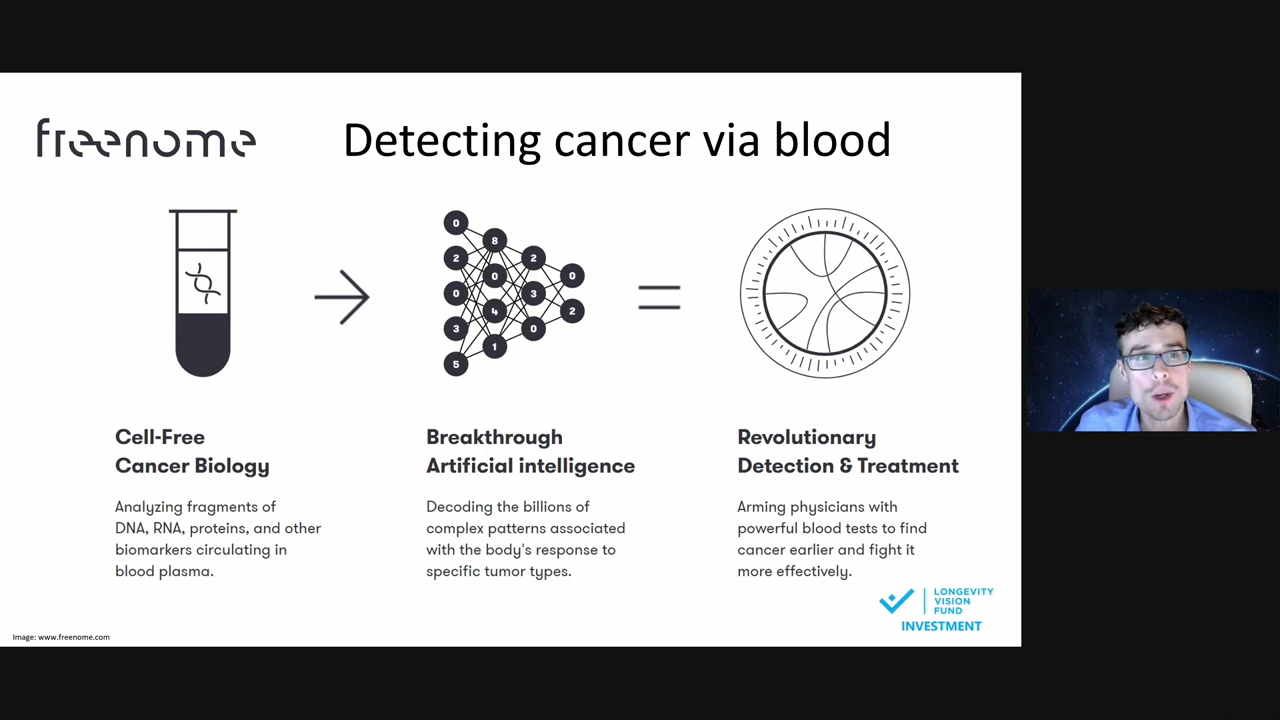 freenome
Detecting cancer via blood
0
2
0
3
5
8
0
4
1
2
3
0
0
2
Cell-Free
Cancer Biology
Analyzing fragments of
DNA, RNA, proteins, and other
biomarkers circulating in
blood plasma.
Breakthrough
Artificial intelligence
Decoding the billions of
complex patterns associated
with the body's response to
specific tumor types.
Revolutionary
Detection & Treatment
Arming physicians with
powerful blood tests to find
cancer earlier and fight it
more effectively.
LONGEVITY
VISION
FUND
INVESTMENT
Image: www.freenome.com